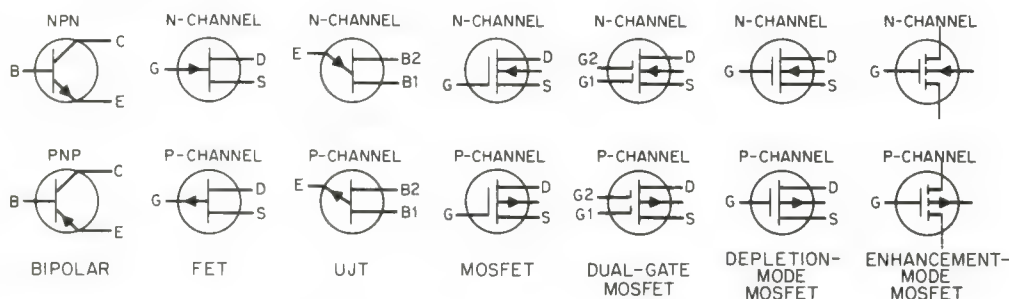 NPN N-CHANNEL N-CHANNEL N-CHANNEL N-CHANNEL N-CHANNEL N-CHANNEL
C
B
E
G
D
S
E
B2
B1
G
D
S
G2
G1
D
S
G
D
S
G
PNP P-CHANNEL P-CHANNEL P-CHANNEL P-CHANNEL P-CHANNEL P-CHANNEL
C
B
E
G
D
S
E
B2
B1
G
D
S
G2
G1
D
S
G
D
S
G
BIPOLAR
FET
UJT
MOSFET
DUAL-GATE
MOSFET
DEPLETION-
MODE
MOSFET
ENHANCEMENT-
MODE
MOSFET